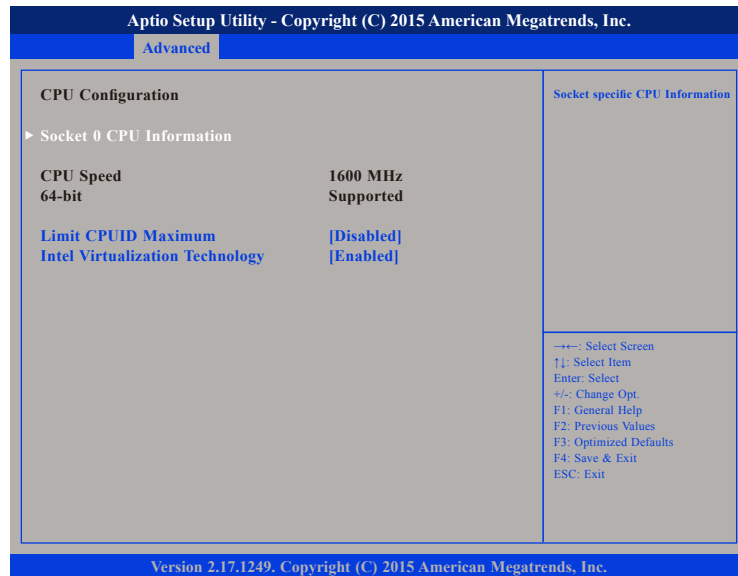 Aptio Setup Utility - Copyright (C) 2015 American Megatrends, Inc.
Advanced
CPU Configuration
Socket specific CPU Information
▶ Socket 0 CPU Information
CPU Speed 1600 MHz
64-bit Supported
Limit CPUID Maximum [Disabled]
Intel Virtualization Technology [Enabled]
→←: Select Screen
↑↓: Select Item
Enter: Select
+/-: Change Opt.
F1: General Help
F2: Previous Values
F3: Optimized Defaults
F4: Save & Exit
ESC: Exit
Version 2.17.1249. Copyright (C) 2015 American Megatrends, Inc.